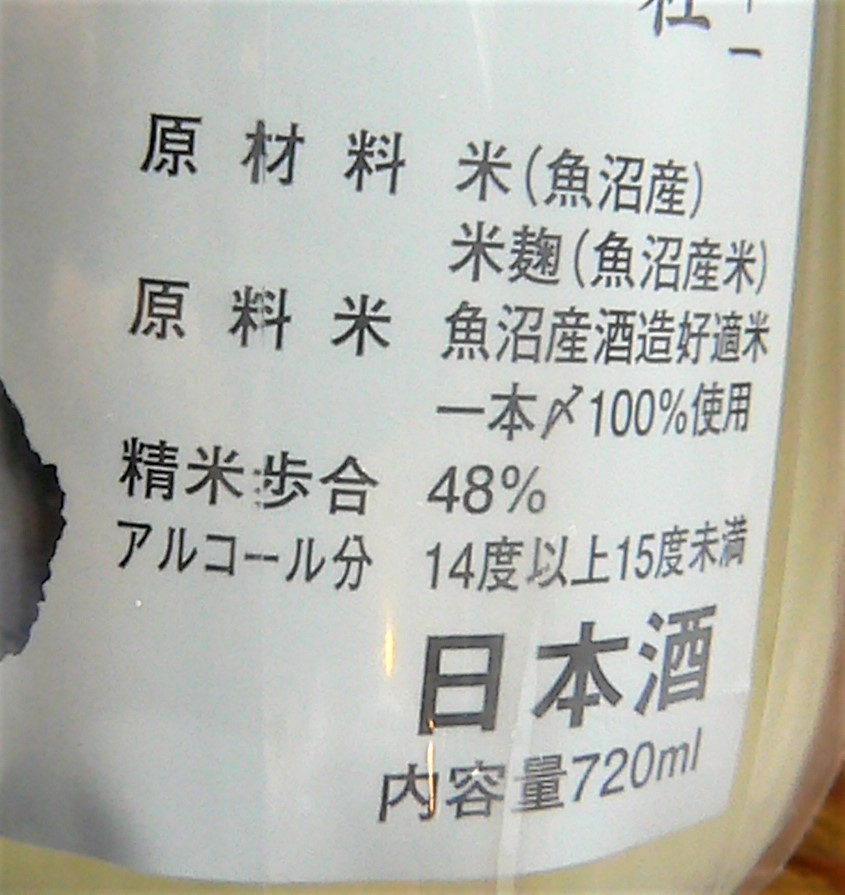 社
原材料 米(魚沼産)
米麹(魚沼産米)
原料米 魚沼産酒造好適米
一本〆100%使用
精米歩合 48%
アルコール分 14度以上15度未満
日本酒
内容量720ml